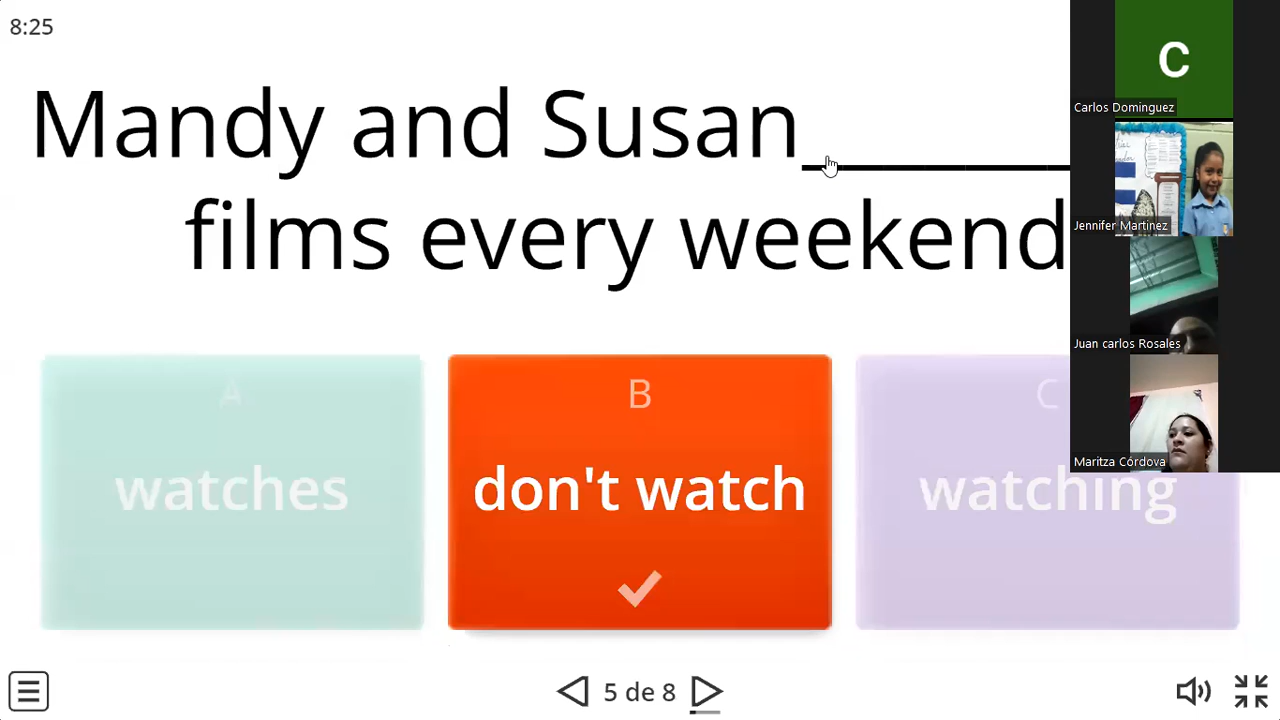 8:25
Mandy and Susan_______
films every weekend
A
B
C
watches
don't watch
watching
5 de 8
C
Carlos Dominguez
Jennifer Martinez
Juan carlos Rosales
Maritza Córdova